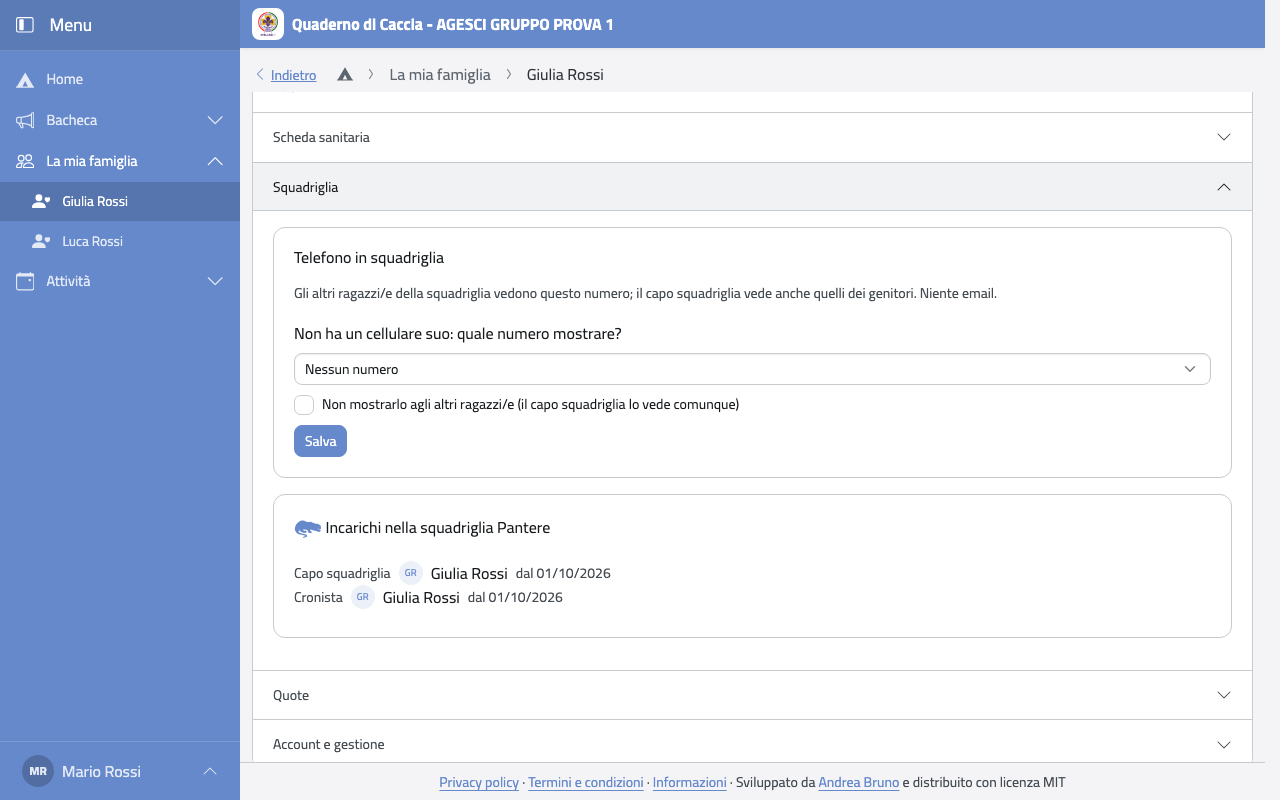 Menu
Quaderno di Caccia - AGESCI GRUPPO PROVA 1
Home
Bacheca
La mia famiglia
Giulia Rossi
Luca Rossi
Attività
MR Mario Rossi
Indietro La mia famiglia Giulia Rossi
Scheda sanitaria
Squadriglia
Telefono in squadriglia
Gli altri ragazzi/e della squadriglia vedono questo numero; il capo squadriglia vede anche quelli dei genitori. Niente email.
Non ha un cellulare suo: quale numero mostrare?
Nessun numero
Non mostrarlo agli altri ragazzi/e (il capo squadriglia lo vede comunque)
Salva
Incarichi nella squadriglia Pantere
Capo squadriglia GR Giulia Rossi dal 01/10/2026
Cronista GR Giulia Rossi dal 01/10/2026
Quote
Account e gestione
Privacy policy · Termini e condizioni · Informazioni · Sviluppato da Andrea Bruno e distribuito con licenza MIT